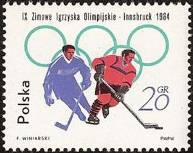 IX Zimowe Igrzyska Olimpijskie - Innsbruck 1964
Polska
20 GR
F. WINIARSKI
PWPW